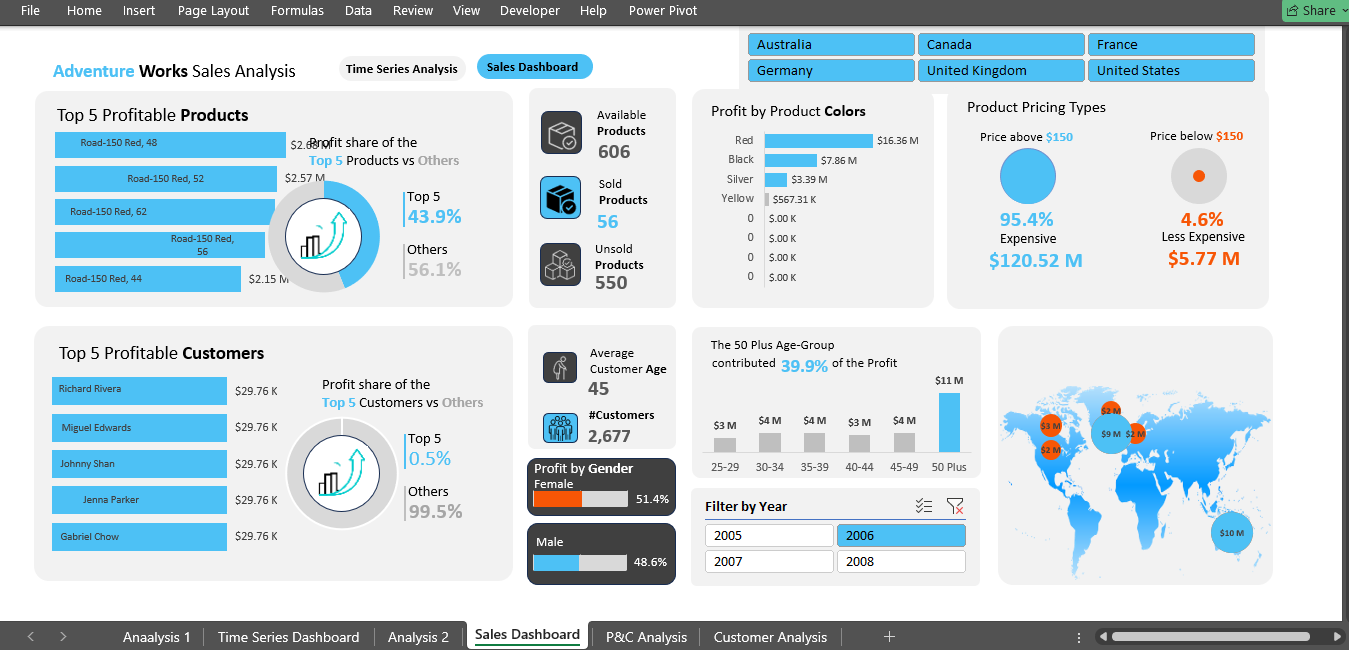 File Home Insert Page Layout Formulas Data Review View Developer Help Power Pivot Share
Australia Canada France
Germany United Kingdom United States
Adventure Works Sales Analysis
Time Series Analysis
Sales Dashboard
Top 5 Profitable Products
Road-150 Red, 48
Road-150 Red, 52 $2.57 M
Road-150 Red, 62
Road-150 Red,
56
Road-150 Red, 44 $2.15 M
Profit share of the
Top 5 Products vs Others
Top 5
43.9%
Others
56.1%
Available
Products
606
Sold
Products
56
Unsold
Products
550
Profit by Product Colors
Red $16.36 M
Black $7.86 M
Silver $3.39 M
Yellow $567.31 K
0 $.00 K
0 $.00 K
0 $.00 K
0 $.00 K
Product Pricing Types
Price above $150
95.4%
Expensive
$120.52 M
Price below $150
4.6%
Less Expensive
$5.77 M
Top 5 Profitable Customers
Richard Rivera $29.76 K
Miguel Edwards $29.76 K
Johnny Shan $29.76 K
Jenna Parker $29.76 K
Gabriel Chow $29.76 K
Profit share of the
Top 5 Customers vs Others
Top 5
0.5%
Others
99.5%
Average
Customer Age
45
#Customers
2,677
Profit by Gender
Female
51.4%
Male
48.6%
The 50 Plus Age-Group
contributed 39.9% of the Profit
$3 M $4 M $4 M $3 M $4 M $11 M
25-29 30-34 35-39 40-44 45-49 50 Plus
Filter by Year
2005 2006
2007 2008
$2 M
$3 M
$9 M $2 M
$2 M
$10 M
Anaalysis 1 Time Series Dashboard Analysis 2 Sales Dashboard P&C Analysis Customer Analysis